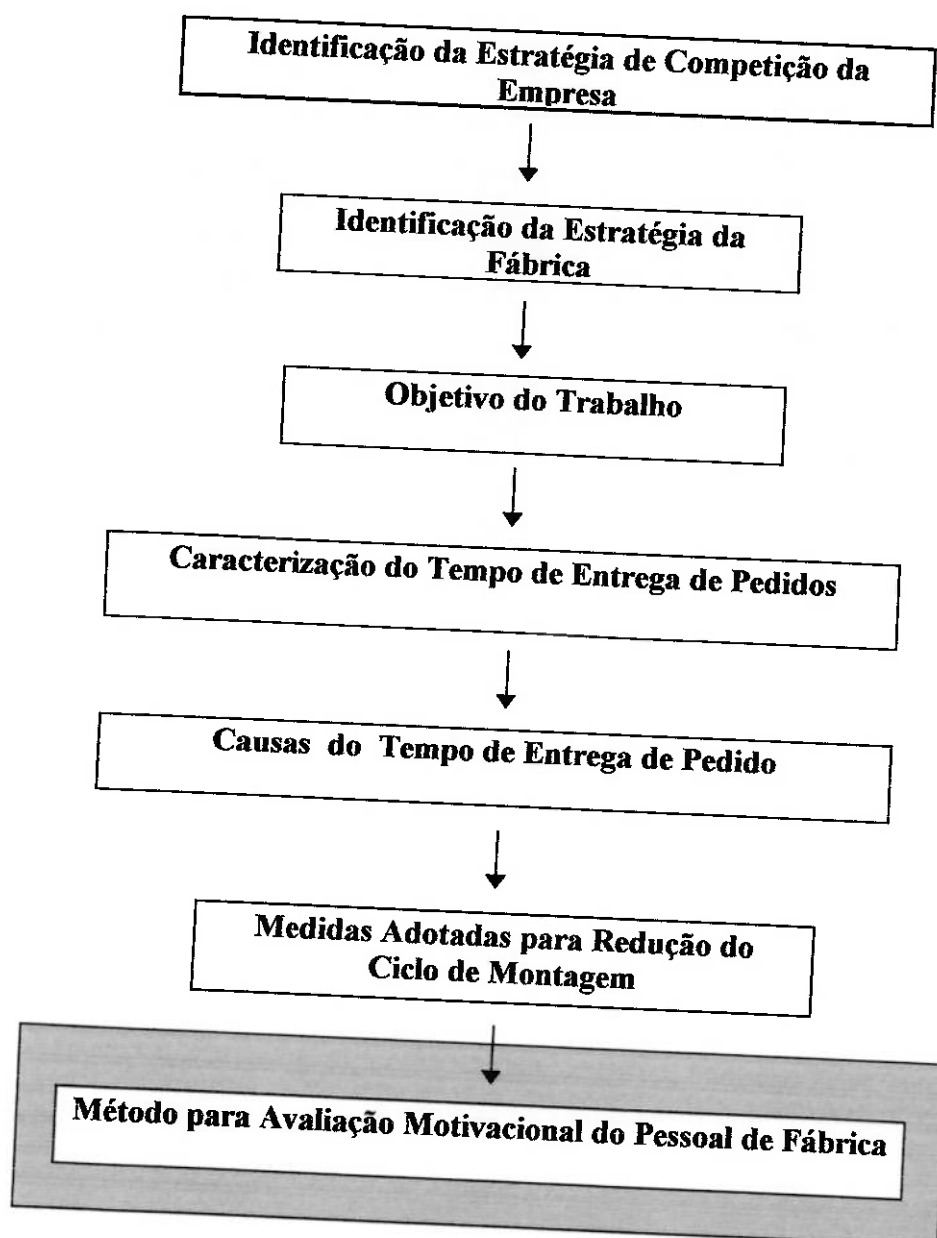 Identificação da Estratégia de Competição da
Empresa
Identificação da Estratégia da
Fábrica
Objetivo do Trabalho
Caracterização do Tempo de Entrega de Pedidos
Causas do Tempo de Entrega de Pedido
Medidas Adotadas para Redução do
Ciclo de Montagem
Método para Avaliação Motivacional do Pessoal de Fábrica